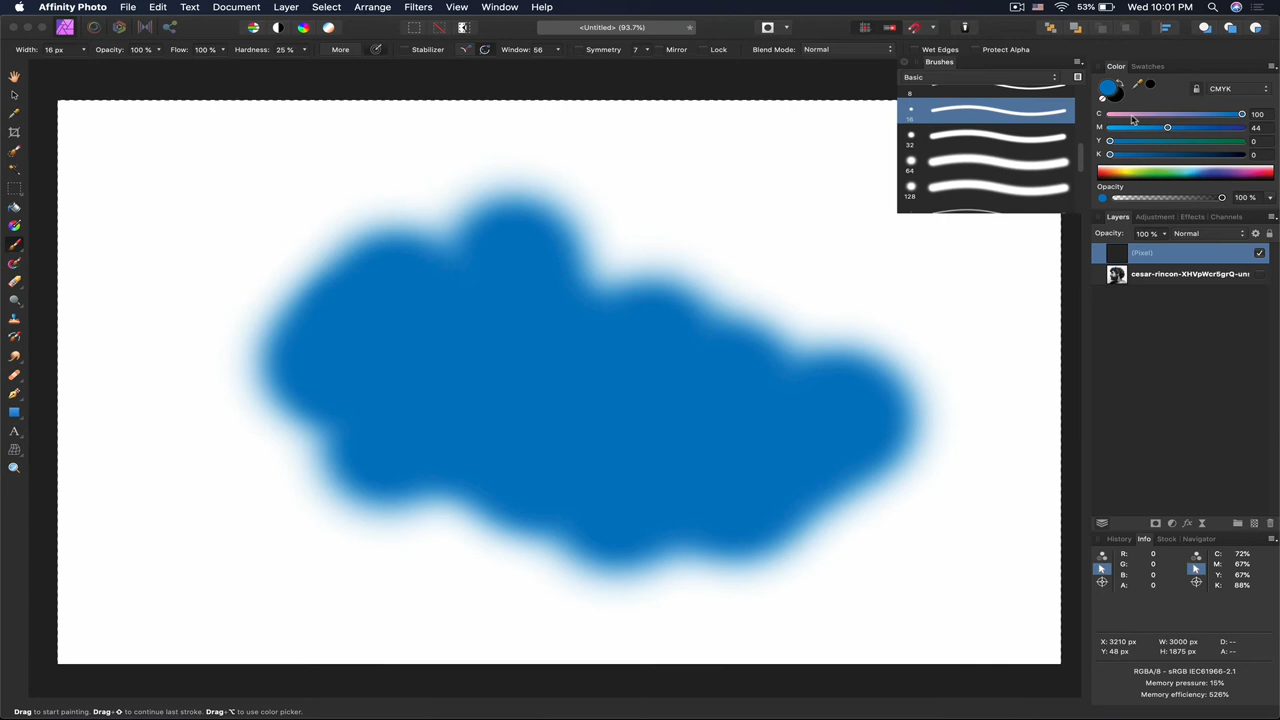 Affinity Photo File Edit Text Document Layer Select Arrange Filters View Window Help 53% Wed 10:01 PM
<Untitled> (93.7%)
Width: 16 px Opacity: 100 % Flow: 100 % Hardness: 25 % More Stabilizer Window: 56 Symmetry 7 Mirror Lock Blend Mode: Normal Wet Edges Protect Alpha
Brushes
Basic
8
16
32
64
128
Color Swatches
CMYK
C 100
M 44
Y 0
K 0
Opacity
100 %
Layers Adjustment Effects Channels
Opacity: 100 % Normal
(Pixel)
cesar-rincon-XHVpWcr5grQ-uns
History Info Stock Navigator
R: 0 C: 72%
G: 0 M: 67%
B: 0 Y: 67%
A: 0 K: 88%
X: 3210 px W: 3000 px D: --
Y: 48 px H: 1875 px A: --
RGBA/8 - sRGB IEC61966-2.1
Memory pressure: 15%
Memory efficiency: 526%
Drag to start painting. Drag+⇧ to continue last stroke. Drag+⌥ to use color picker.